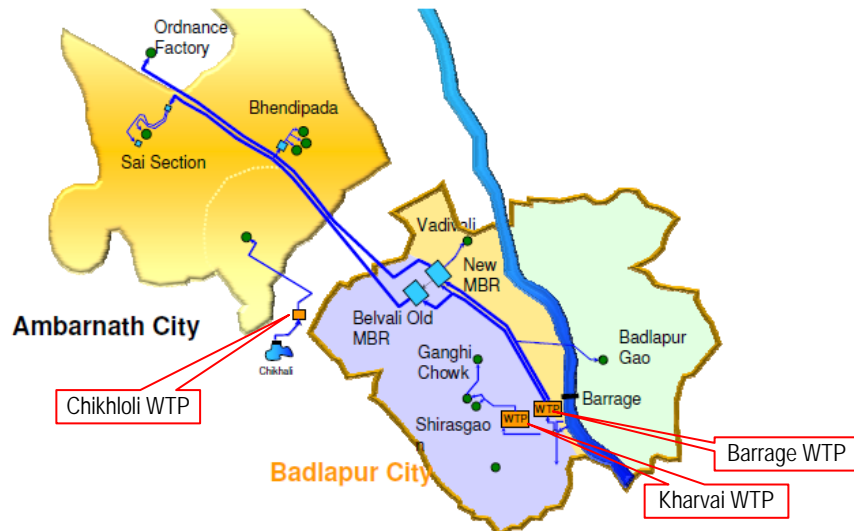 Ordnance
Factory
Bhendipada
Sai Section
Vadivali
New
MBR
Ambarnath City
Belvali Old
MBR
Chikhali
Badlapur
Gao
Ganghi
Chowk
Chikhloli WTP
Barrage
WTP
WTP
Shirasgao
n
Barrage WTP
Badlapur City
Kharvai WTP